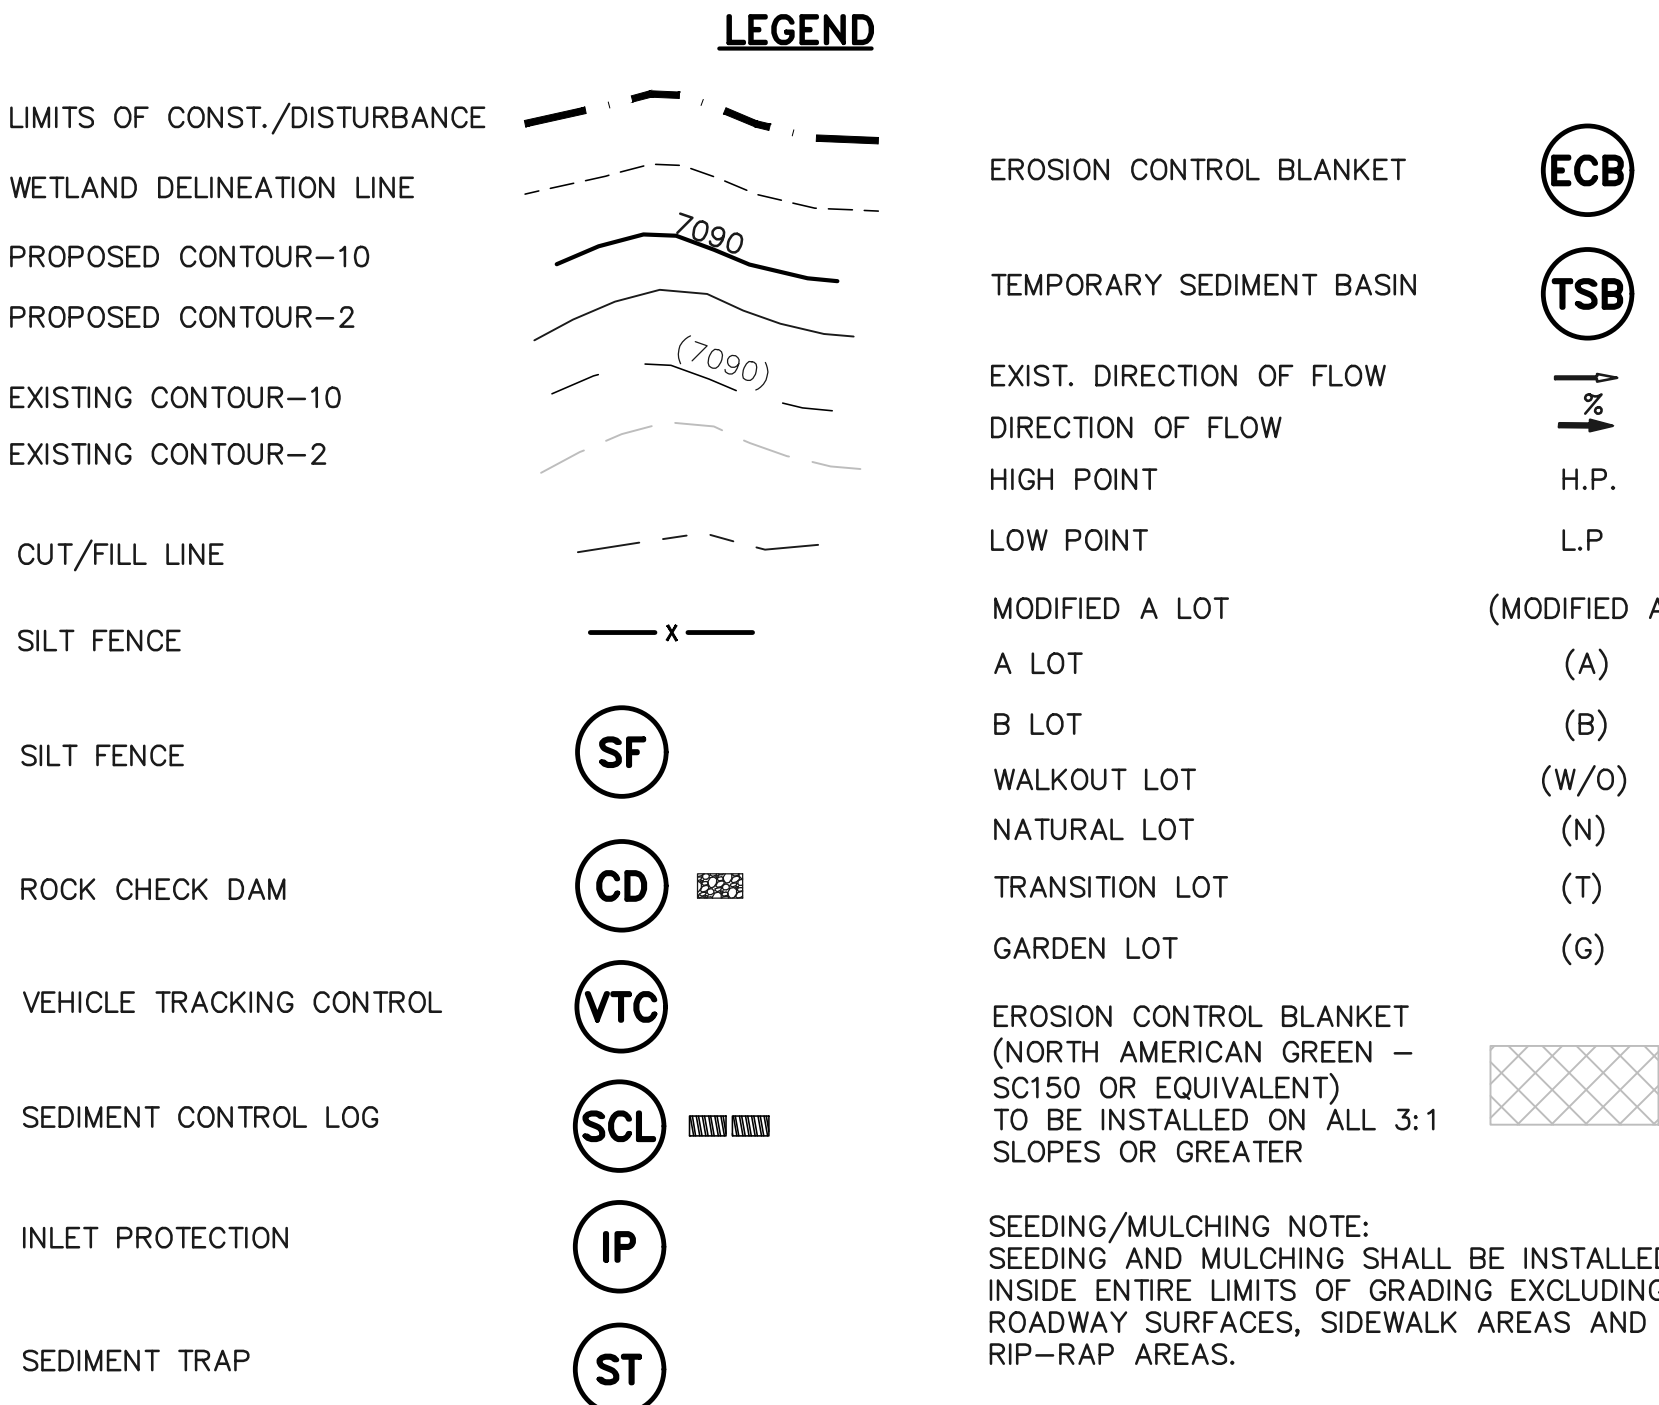 LEGEND
LIMITS OF CONST./DISTURBANCE
WETLAND DELINEATION LINE
PROPOSED CONTOUR-10 7090
PROPOSED CONTOUR-2
EXISTING CONTOUR-10 (7090)
EXISTING CONTOUR-2
CUT/FILL LINE
SILT FENCE X
SILT FENCE SF
ROCK CHECK DAM CD
VEHICLE TRACKING CONTROL VTC
SEDIMENT CONTROL LOG SCL
INLET PROTECTION IP
SEDIMENT TRAP ST
EROSION CONTROL BLANKET ECB
TEMPORARY SEDIMENT BASIN TSB
EXIST. DIRECTION OF FLOW
%
DIRECTION OF FLOW
HIGH POINT H.P.
LOW POINT L.P
MODIFIED A LOT (MODIFIED A
A LOT (A)
B LOT (B)
WALKOUT LOT (W/O)
NATURAL LOT (N)
TRANSITION LOT (T)
GARDEN LOT (G)
EROSION CONTROL BLANKET
(NORTH AMERICAN GREEN -
SC150 OR EQUIVALENT)
TO BE INSTALLED ON ALL 3:1
SLOPES OR GREATER
SEEDING/MULCHING NOTE:
SEEDING AND MULCHING SHALL BE INSTALLED
INSIDE ENTIRE LIMITS OF GRADING EXCLUDING
ROADWAY SURFACES, SIDEWALK AREAS AND
RIP-RAP AREAS.